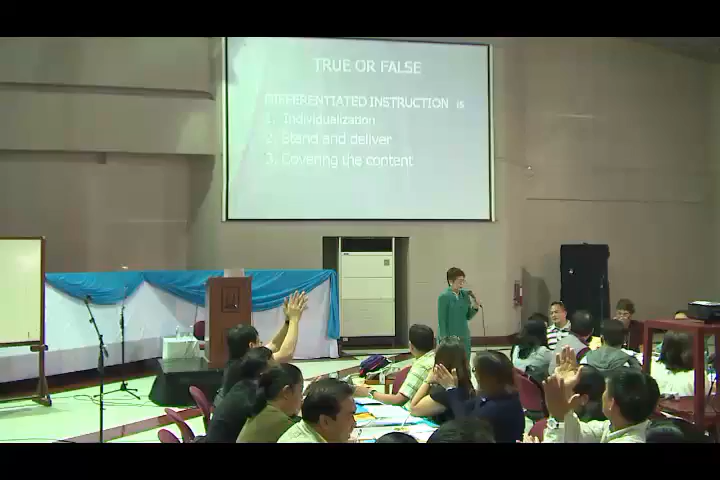 TRUE OR FALSE
DIFFERENTIATED INSTRUCTION is
1. Individualization
2. Stand and deliver
3. Covering the content